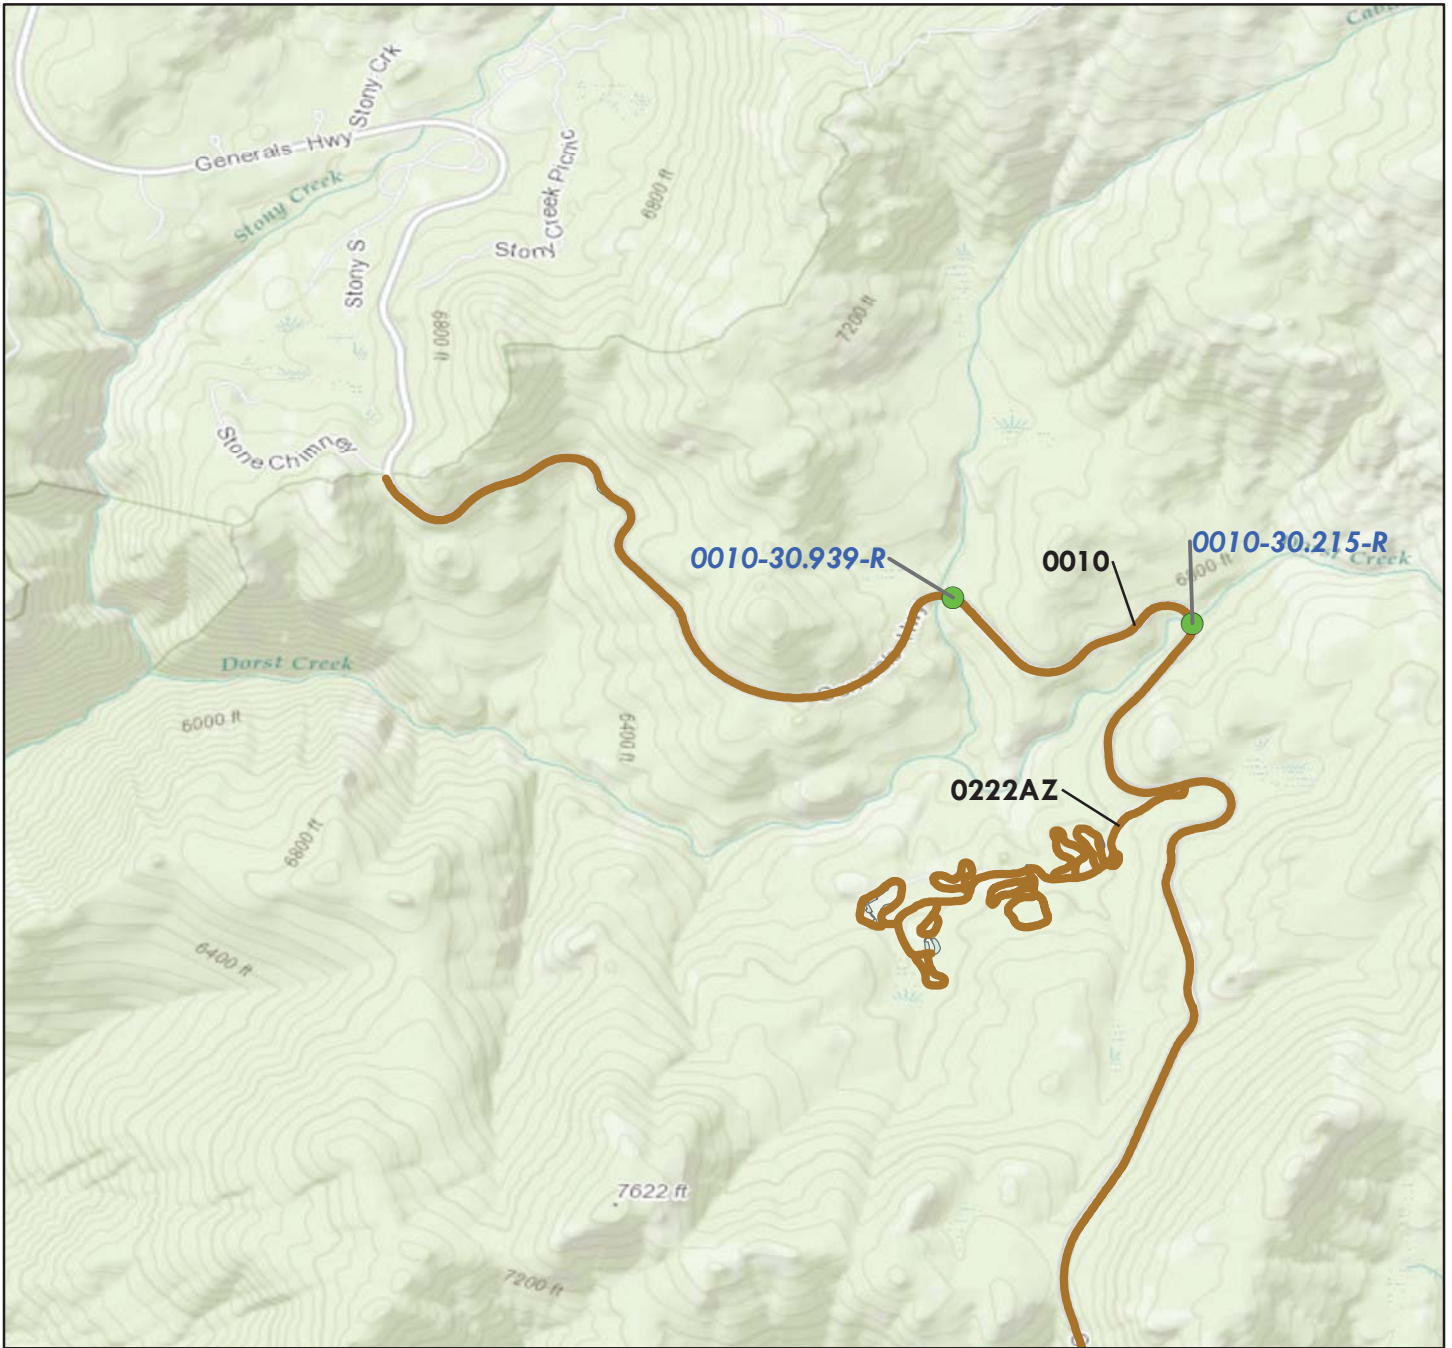 Stony Crk
Generals Hwy
Stony Creek
Stony Creek Picnic
6800 ft
Stony S
6800 ft
7200 ft
Stone Chimney
0010-30.939-R
0010
0010-30.215-R
Creek
Dorst Creek
6000 ft
6400 ft
0222AZ
6800 ft
6400 ft
7622 ft
7200 ft